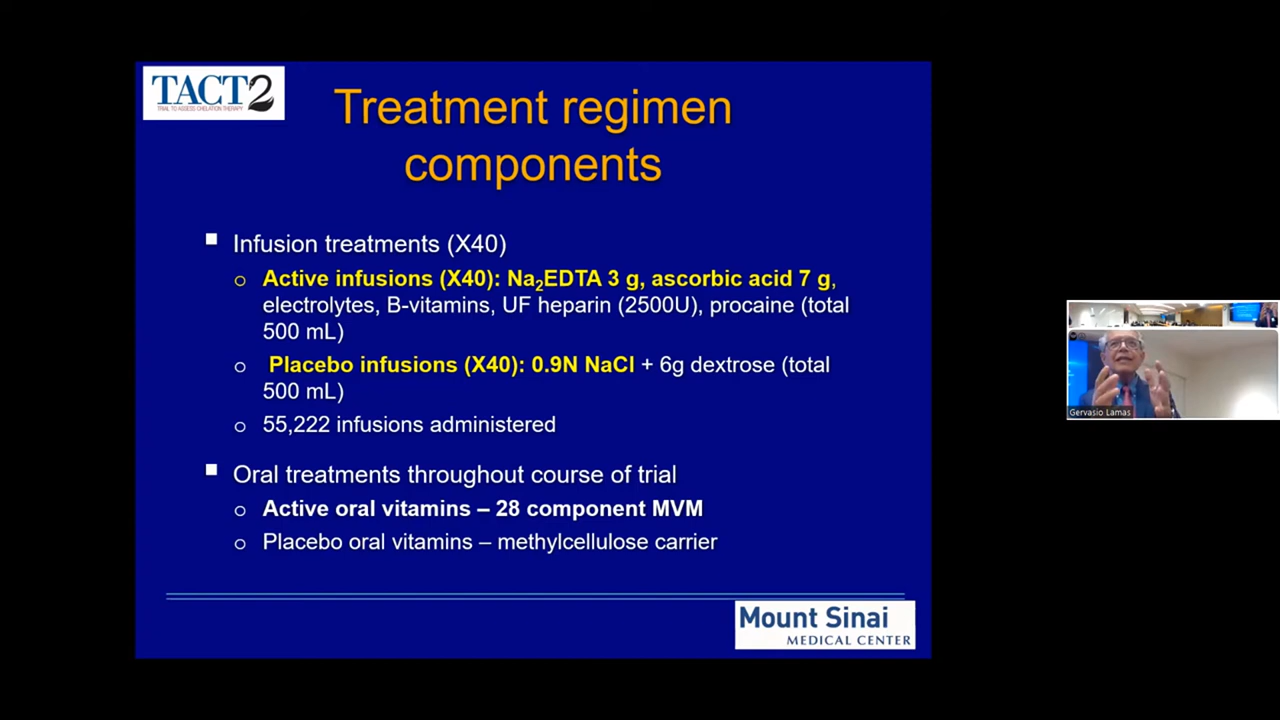 TACT2
TRIAL TO ASSESS CHELATION THERAPY
Treatment regimen
components
Infusion treatments (X40)
Active infusions (X40): Na₂EDTA 3 g, ascorbic acid 7 g,
electrolytes, B-vitamins, UF heparin (2500U), procaine (total
500 mL)
Placebo infusions (X40): 0.9N NaCl + 6g dextrose (total
500 mL)
55,222 infusions administered
Oral treatments throughout course of trial
Active oral vitamins – 28 component MVM
Placebo oral vitamins – methylcellulose carrier
Mount Sinai
MEDICAL CENTER
Gervasio Lamas